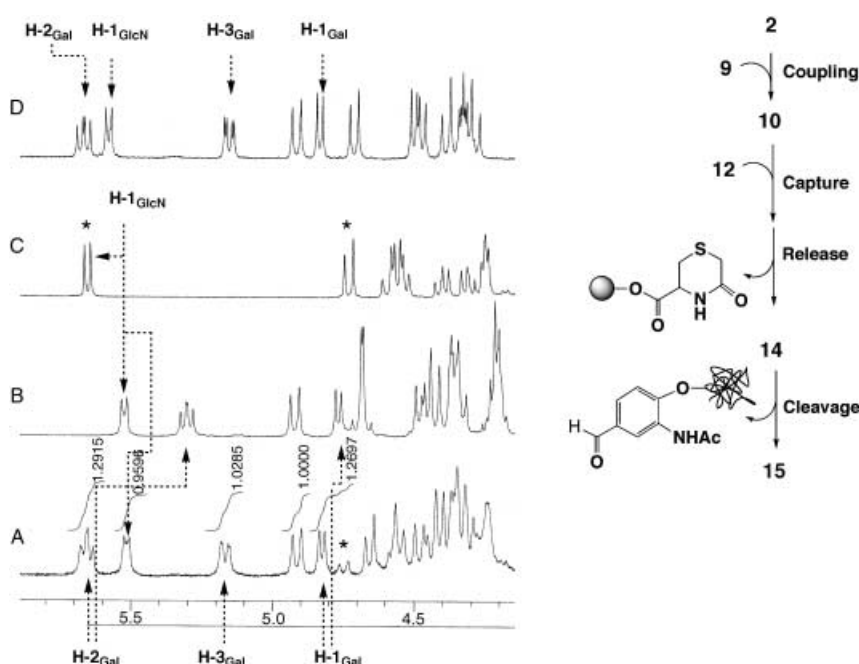 H-2Gal H-1GlcN H-3Gal H-1Gal
D
H-1GlcN
*
*
C
B
1.2915
0.9596
1.0285
1.0000
1.2697
A
*
5.5 5.0 4.5
H-2Gal H-3Gal H-1Gal
2
9 Coupling
10
12 Capture
S
O
O
N
H
O
Release
14
O
H
O
NHAc
Cleavage
15